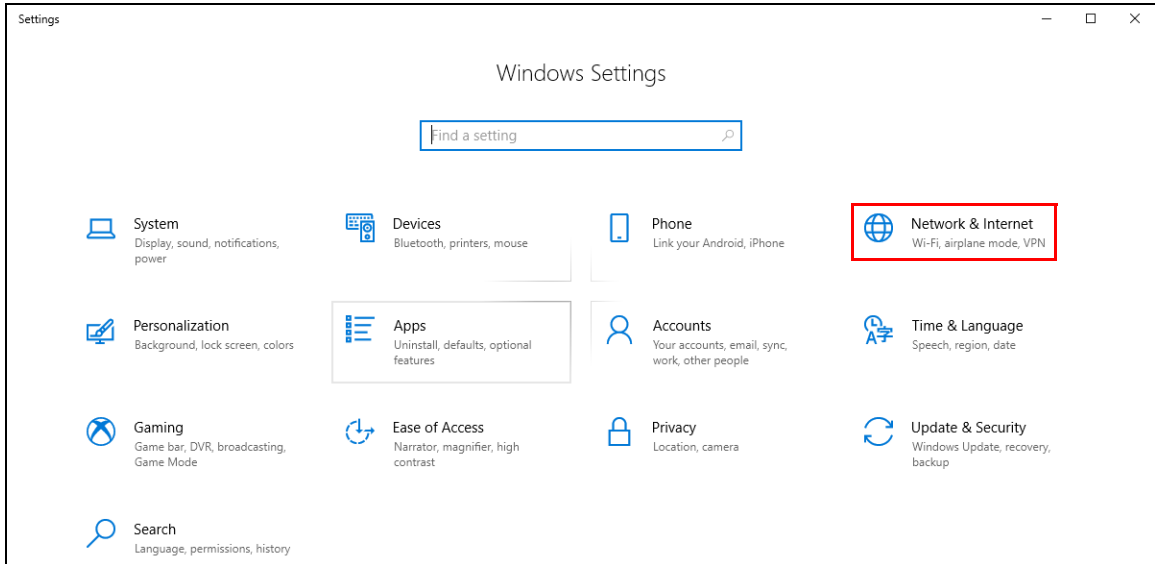 Settings
Windows Settings
Find a setting
System
Display, sound, notifications,
power
Devices
Bluetooth, printers, mouse
Phone
Link your Android, iPhone
Network & Internet
Wi-Fi, airplane mode, VPN
Personalization
Background, lock screen, colors
Apps
Uninstall, defaults, optional
features
Accounts
Your accounts, email, sync,
work, other people
Time & Language
Speech, region, date
Gaming
Game bar, DVR, broadcasting,
Game Mode
Ease of Access
Narrator, magnifier, high
contrast
Privacy
Location, camera
Update & Security
Windows Update, recovery,
backup
Search
Language, permissions, history